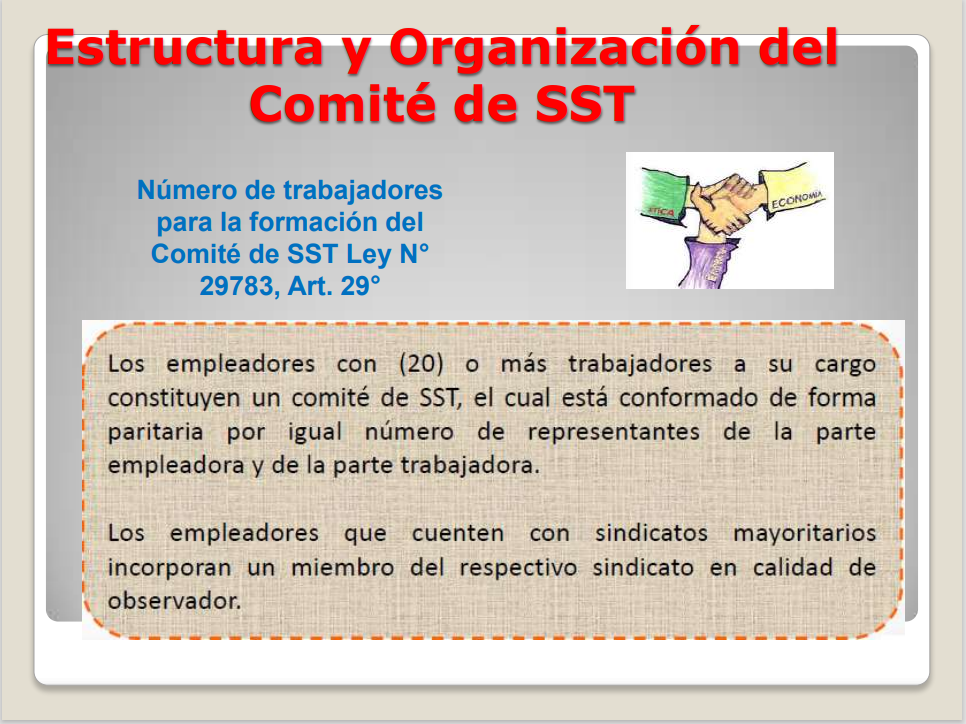 Estructura y Organización del
Comité de SST
Número de trabajadores
para la formación del
Comité de SST Ley N°
29783, Art. 29°
ETICA
ECONOMÍA
Los empleadores con (20) o más trabajadores a su cargo
constituyen un comité de SST, el cual está conformado de forma
paritaria por igual número de representantes de la parte
empleadora y de la parte trabajadora.
Los empleadores que cuenten con sindicatos mayoritarios
incorporan un miembro del respectivo sindicato en calidad de
observador.